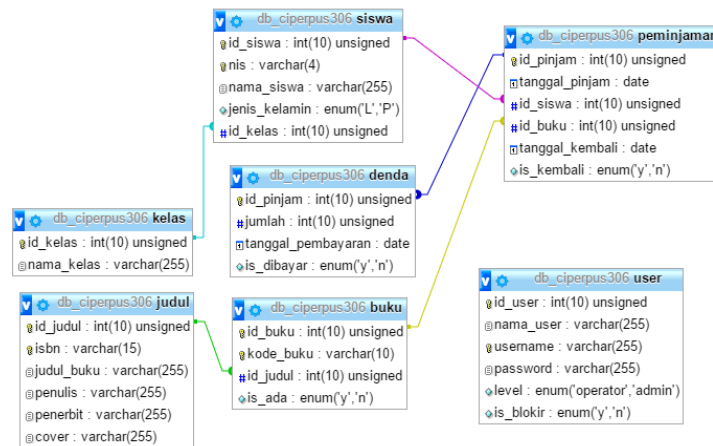 db_ciperpus306 siswa
id_siswa : int(10) unsigned
nis : varchar(4)
nama_siswa : varchar(255)
jenis_kelamin : enum('L','P')
id_kelas : int(10) unsigned
db_ciperpus306 peminjaman
id_pinjam : int(10) unsigned
tanggal_pinjam : date
id_siswa : int(10) unsigned
id_buku : int(10) unsigned
tanggal_kembali : date
is_kembali : enum('y','n')
db_ciperpus306 denda
id_pinjam : int(10) unsigned
jumlah : int(10) unsigned
tanggal_pembayaran : date
is_dibayar : enum('y','n')
db_ciperpus306 kelas
id_kelas : int(10) unsigned
nama_kelas : varchar(255)
db_ciperpus306 judul
id_judul : int(10) unsigned
isbn : varchar(15)
judul_buku : varchar(255)
penulis : varchar(255)
penerbit : varchar(255)
cover : varchar(255)
db_ciperpus306 buku
id_buku : int(10) unsigned
kode_buku : varchar(10)
id_judul : int(10) unsigned
is_ada : enum('y','n')
db_ciperpus306 user
id_user : int(10) unsigned
nama_user : varchar(255)
username : varchar(255)
password : varchar(255)
level : enum('operator','admin')
is_blokir : enum('y','n')